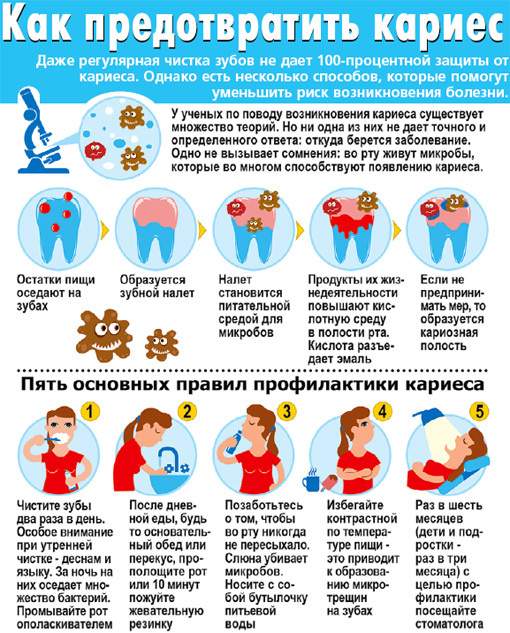 Как предотвратить кариес
Даже регулярная чистка зубов не дает 100-процентной защиты от
кариеса. Однако есть несколько способов, которые помогут
уменьшить риск возникновения болезни.
У ученых по поводу возникновения кариеса существует
множество теорий. Но ни одна из них не дает точного и
определенного ответа: откуда берется заболевание.
Одно не вызывает сомнения: во рту живут микробы,
которые во многом способствуют появлению кариеса.
Остатки пищи
оседают на
зубах
Образуется
зубной налет
Налет
становится
питательной
средой для
микробов
Продукты их жиз-
недеятельности
повышают кис-
лотную среду
в полости рта.
Кислота разъе-
дает эмаль
Если не
предприни-
мать мер, то
образуется
кариозная
полость
Пять основных правил профилактики кариеса
1
Чистите зубы
два раза в день.
Особое внимание
при утренней
чистке - деснам и
языку. За ночь на
них оседает мно-
жество бактерий.
Промывайте рот
ополаскивателем
2
После днев-
ной еды, будь
то основатель-
ный обед или
перекус, про-
полощите рот
или 10 минут
пожуйте
жевательную
резинку
3
Позаботьтесь
о том, чтобы
во рту никогда
не пересыхало.
Слюна убивает
микробов.
Носите с со-
бой бутылочку
питьевой
воды
4
Избегайте
контрастной
по темпера-
туре пищи -
это приводит
к образова-
нию микро-
трещин
на зубах
5
Раз в шесть
месяцев
(дети и под-
ростки -
раз в три
месяца) с
целью про-
филактики
посещайте
стоматолога